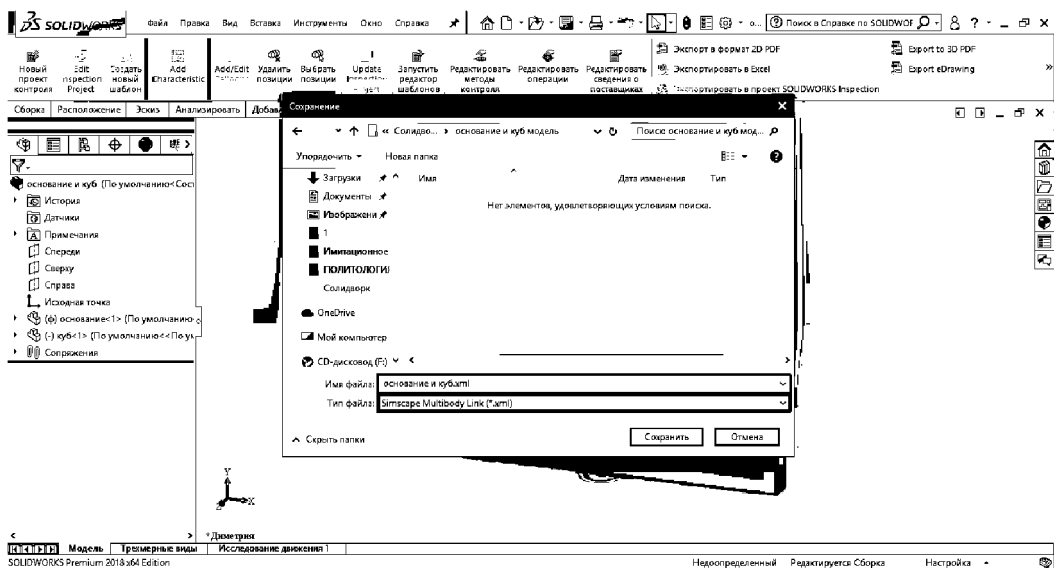 SOLIDWORKS Файл Правка Вид Вставка Инструменты Окно Справка
Поиск в Справке по SOLIDWOF
Новый проект контроля
Edit Inspection Project
Создать новый шаблон
Add Characteristic
Add/Edit
Удалить позиции
Выбрать позиции
Update
Запустить редактор шаблонов
Редактировать методы контроля
Редактировать операции
Редактировать сведения о поставщиках
Экспорт в формат 2D PDF
Экспортировать в Excel
Экспортировать в проект SOLIDWORKS Inspection
Export to 3D PDF
Export eDrawing
Сборка Расположение Эскиз Анализировать Добав
Сохранение
« Солидво... › основание и куб модель
Поиск: основание и куб мод...
Упорядочить Новая папка
Имя Дата изменения Тип
Нет элементов, удовлетворяющих условиям поиска.
Загрузки
Документы
Изображени
1
Имитационное
ПОЛИТОЛОГИЯ
Солидворк
OneDrive
Мой компьютер
CD-дисковод (F:)
Имя файла: основание и куб.xml
Тип файла: Simscape Multibody Link (*.xml)
Скрыть папки
Сохранить Отмена
основание и куб (По умолчанию<Сост
История
Датчики
Примечания
Спереди
Сверху
Справа
Исходная точка
(ф) основание<1> (По умолчанию
(-) куб<1> (По умолчанию<<По ум
Сопряжения
Y
X
*Диметрия
Модель Трехмерные виды Исследование движения 1
SOLIDWORKS Premium 2018 x64 Edition
Недоопределенный Редактируется Сборка Настройка